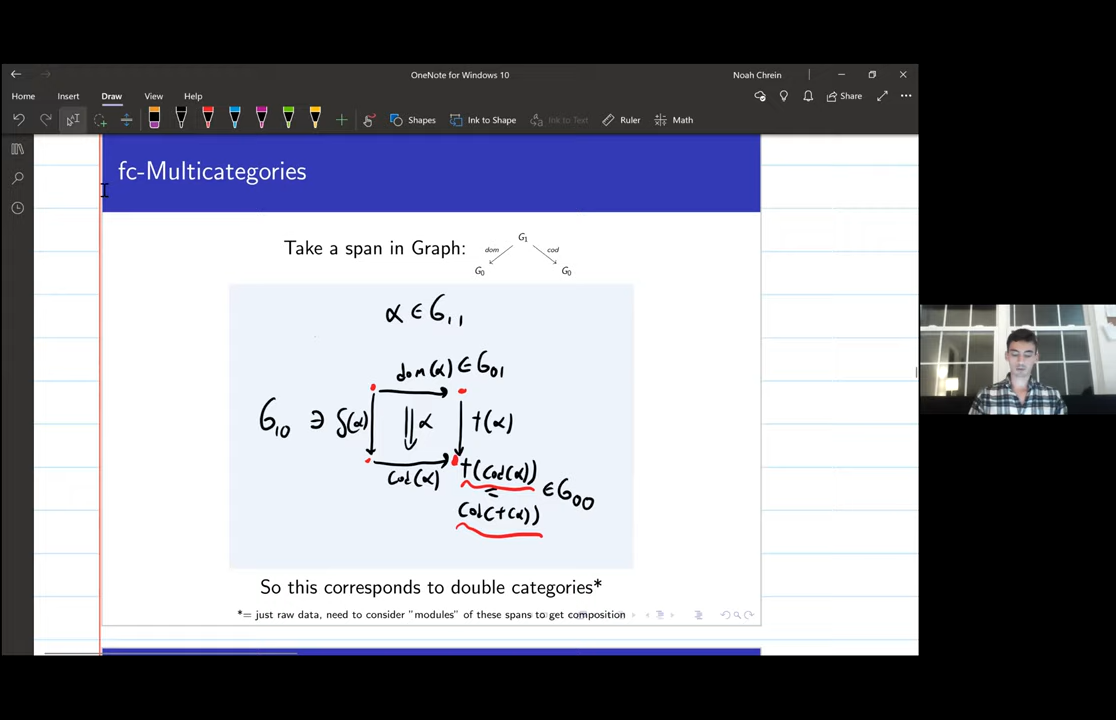 OneNote for Windows 10
Noah Chrein
Home Insert Draw View Help
Share
Shapes Ink to Shape Ink to Text Ruler Math
fc-Multicategories
Take a span in Graph:
G₁
dom cod
G₀ G₀
α ∈ G₁₁
dom(α) ∈ G₀₁
G₁₀ ∋ S(α) α t(α)
cod(α) t(cod(α))
= ∈ G₀₀
cod(t(α))
So this corresponds to double categories*
*= just raw data, need to consider "modules" of these spans to get composition